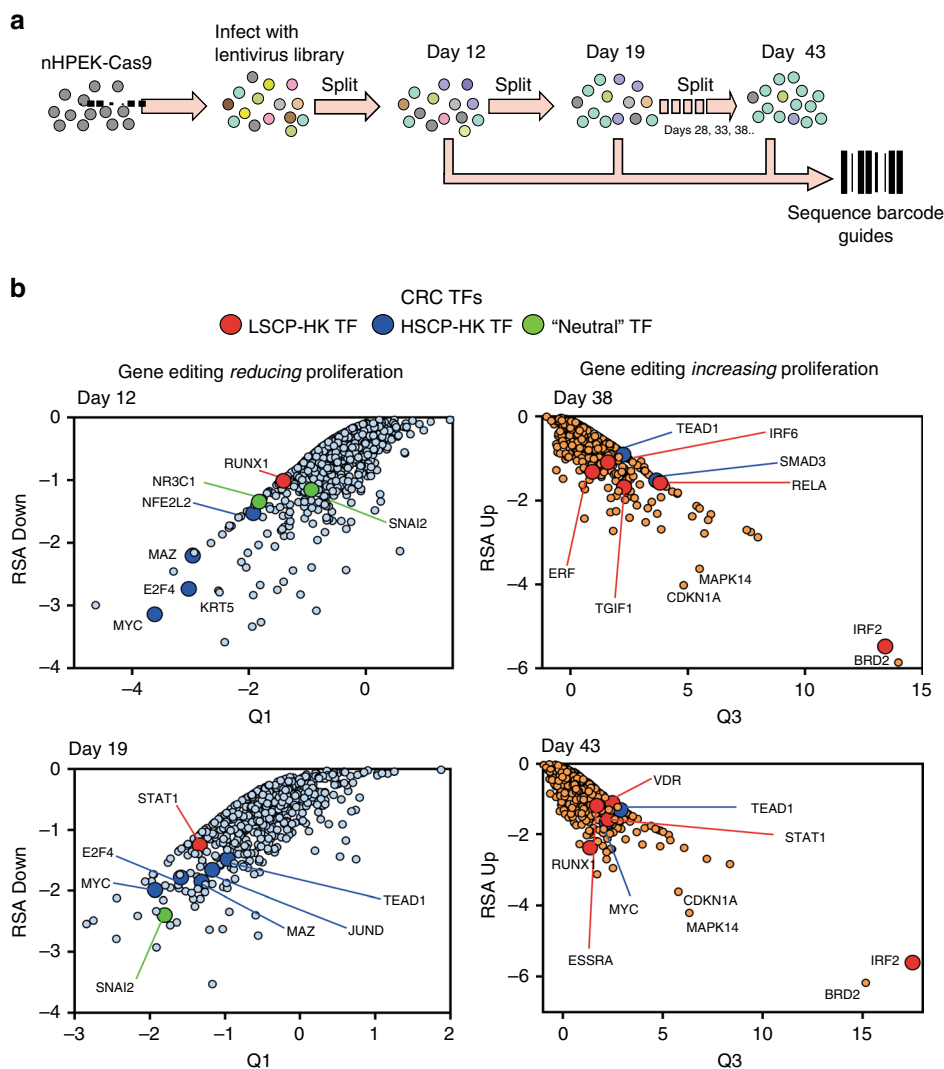 a
nHPEK-Cas9
Infect with
lentivirus library
Split
Day 12
Split
Day 19
Split
Days 28, 33, 38..
Day 43
Sequence barcode
guides
b
CRC TFs
LSCP-HK TF
HSCP-HK TF
“Neutral” TF
Gene editing reducing proliferation
Day 12
0
–1
–2
–3
–4
RSA Down
–4
–2
0
Q1
RUNX1
NR3C1
NFE2L2
SNAI2
MAZ
E2F4
KRT5
MYC
Gene editing increasing proliferation
Day 38
0
–2
–4
–6
RSA Up
0
5
10
15
Q3
TEAD1
IRF6
SMAD3
RELA
ERF
TGIF1
MAPK14
CDKN1A
IRF2
BRD2
Day 19
0
–1
–2
–3
–4
RSA Down
–3
–2
–1
0
1
2
Q1
STAT1
E2F4
MYC
TEAD1
MAZ
JUND
SNAI2
Day 43
0
–2
–4
–6
RSA Up
0
5
10
15
Q3
VDR
TEAD1
STAT1
RUNX1
MYC
CDKN1A
MAPK14
ESSRA
IRF2
BRD2